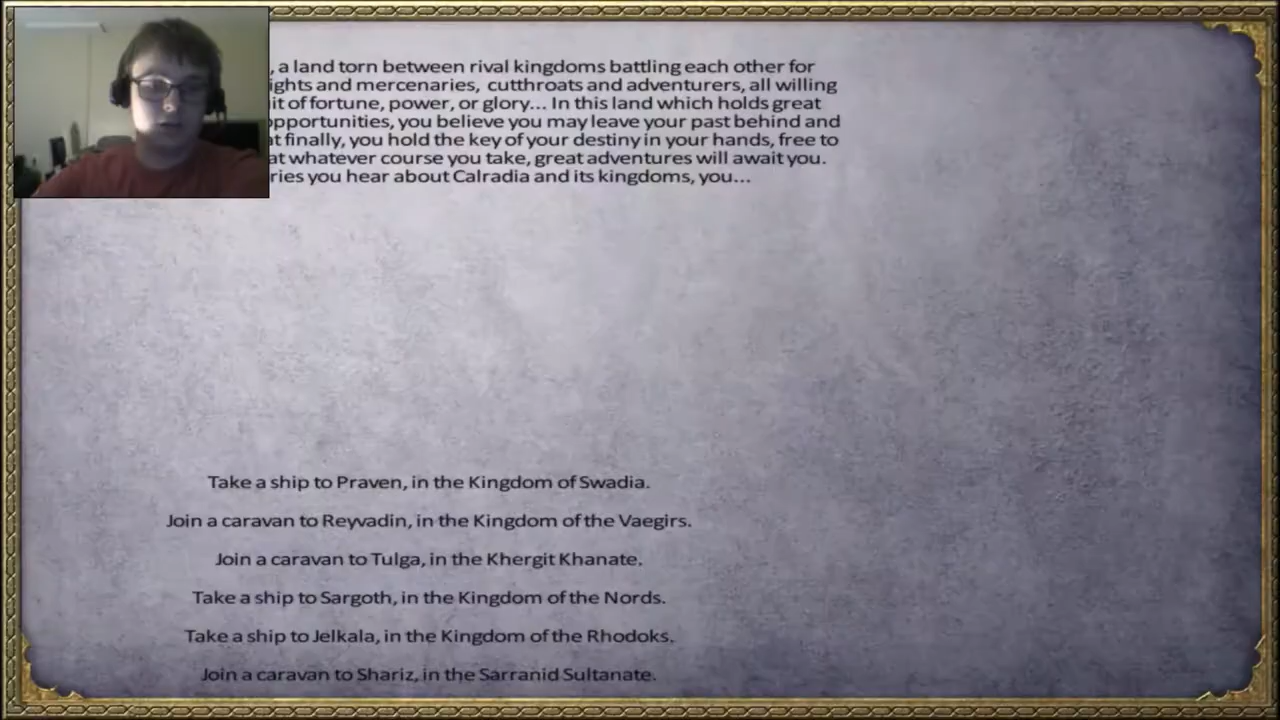 , a land torn between rival kingdoms battling each other for
and mercenaries, cutthroats and adventurers, all willing
of fortune, power, or glory... In this land which holds great
you believe you may leave your past behind and
finally, you hold the key of your destiny in your hands, free to
whatever course you take, great adventures will await you.
you hear about Calradia and its kingdoms, you...
Take a ship to Praven, in the Kingdom of Swadia.
Join a caravan to Reyvadin, in the Kingdom of the Vaegirs.
Join a caravan to Tulga, in the Khergit Khanate.
Take a ship to Sargoth, in the Kingdom of the Nords.
Take a ship to Jelkala, in the Kingdom of the Rhodoks.
Join a caravan to Shariz, in the Sarranid Sultanate.